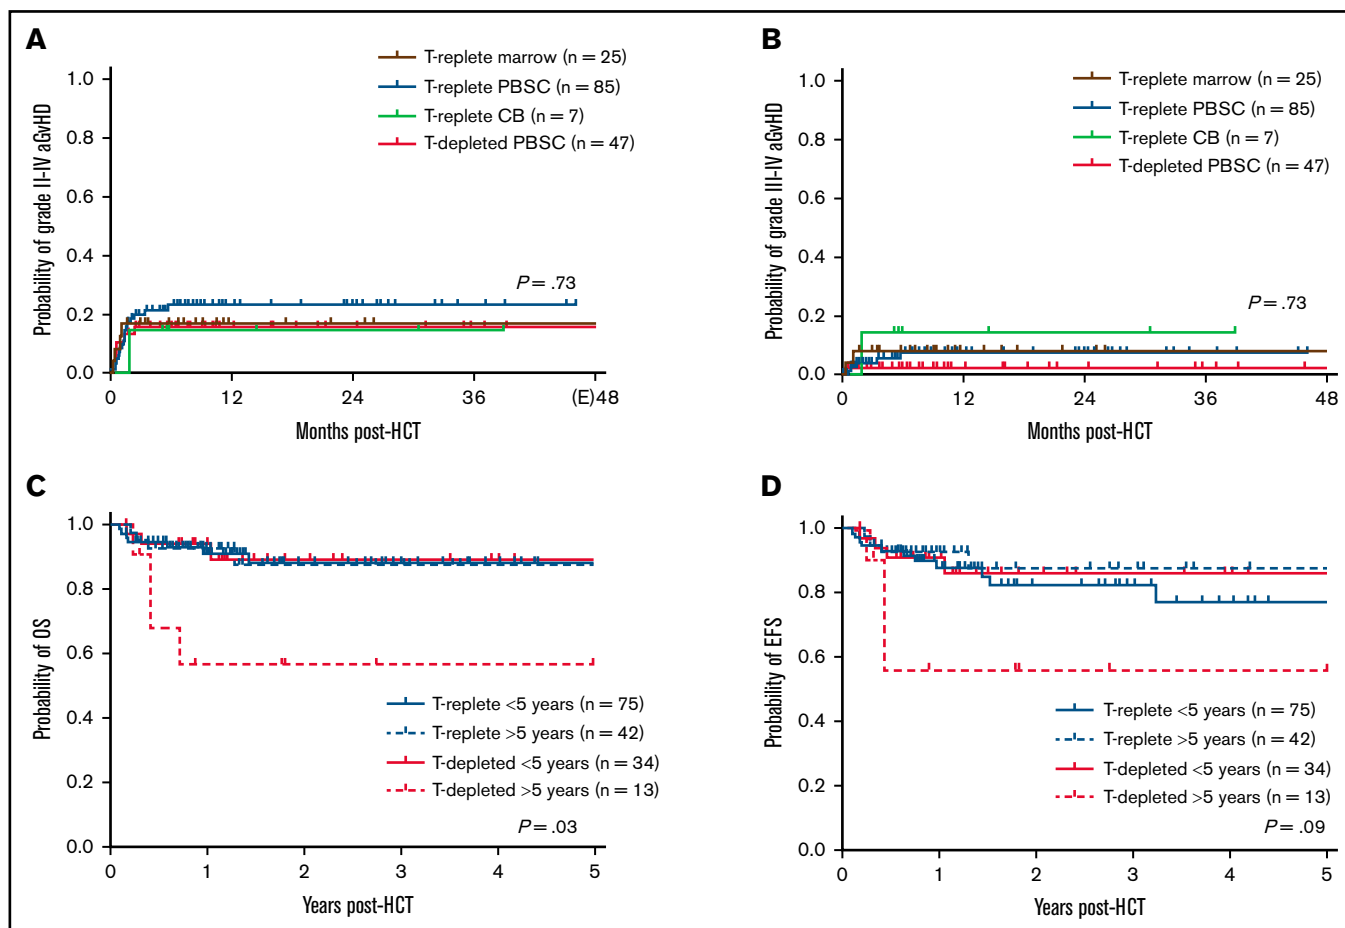 A
T-replete marrow (n = 25)
T-replete PBSC (n = 85)
T-replete CB (n = 7)
T-depleted PBSC (n = 47)
Probability of grade II-IV aGvHD
1.0
0.8
0.6
0.4
0.2
0.0
P = .73
0 12 24 36 (E)48
Months post-HCT
B
T-replete marrow (n = 25)
T-replete PBSC (n = 85)
T-replete CB (n = 7)
T-depleted PBSC (n = 47)
Probability of grade III-IV aGvHD
1.0
0.8
0.6
0.4
0.2
0.0
P = .73
0 12 24 36 48
Months post-HCT
C
Probability of OS
1.0
0.8
0.6
0.4
0.2
0.0
T-replete <5 years (n = 75)
T-replete >5 years (n = 42)
T-depleted <5 years (n = 34)
T-depleted >5 years (n = 13)
P = .03
0 1 2 3 4 5
Years post-HCT
D
Probability of EFS
1.0
0.8
0.6
0.4
0.2
0.0
T-replete <5 years (n = 75)
T-replete >5 years (n = 42)
T-depleted <5 years (n = 34)
T-depleted >5 years (n = 13)
P = .09
0 1 2 3 4 5
Years post-HCT